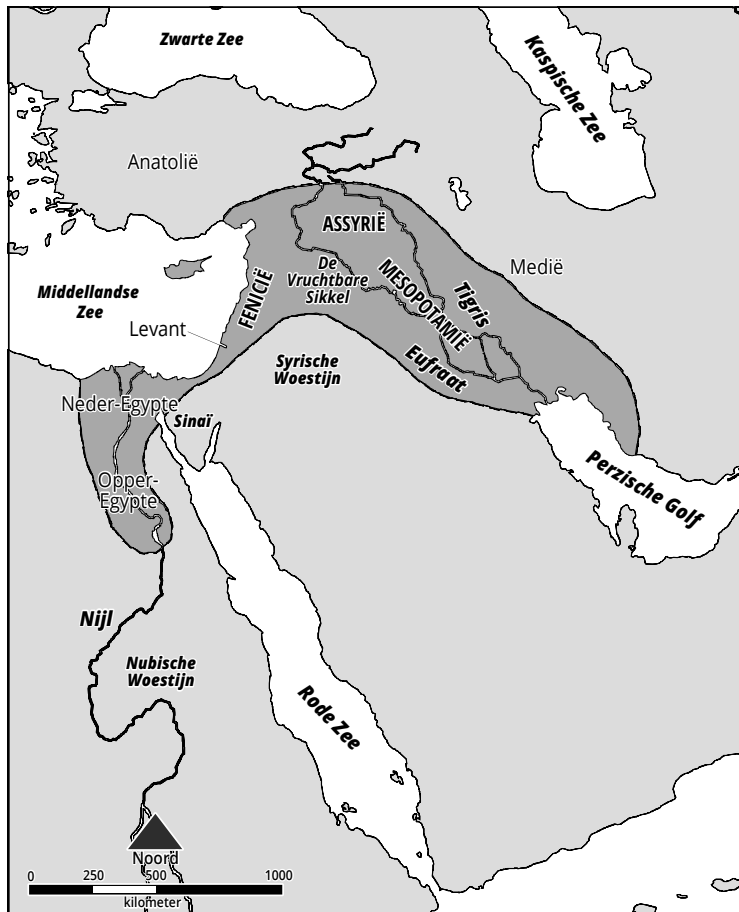 Zwarte Zee
Kaspische Zee
Anatolië
ASSYRIË
De
Vruchtbare
Sikkel
MESOPOTAMIË
Tigris
Medië
FENICIË
Middellandse
Zee
Levant
Syrische
Woestijn
Eufraat
Neder-Egypte
Sinaï
Opper-
Egypte
Perzische Golf
Nijl
Nubische
Woestijn
Rode Zee
Noord
0 250 500 1000
kilometer